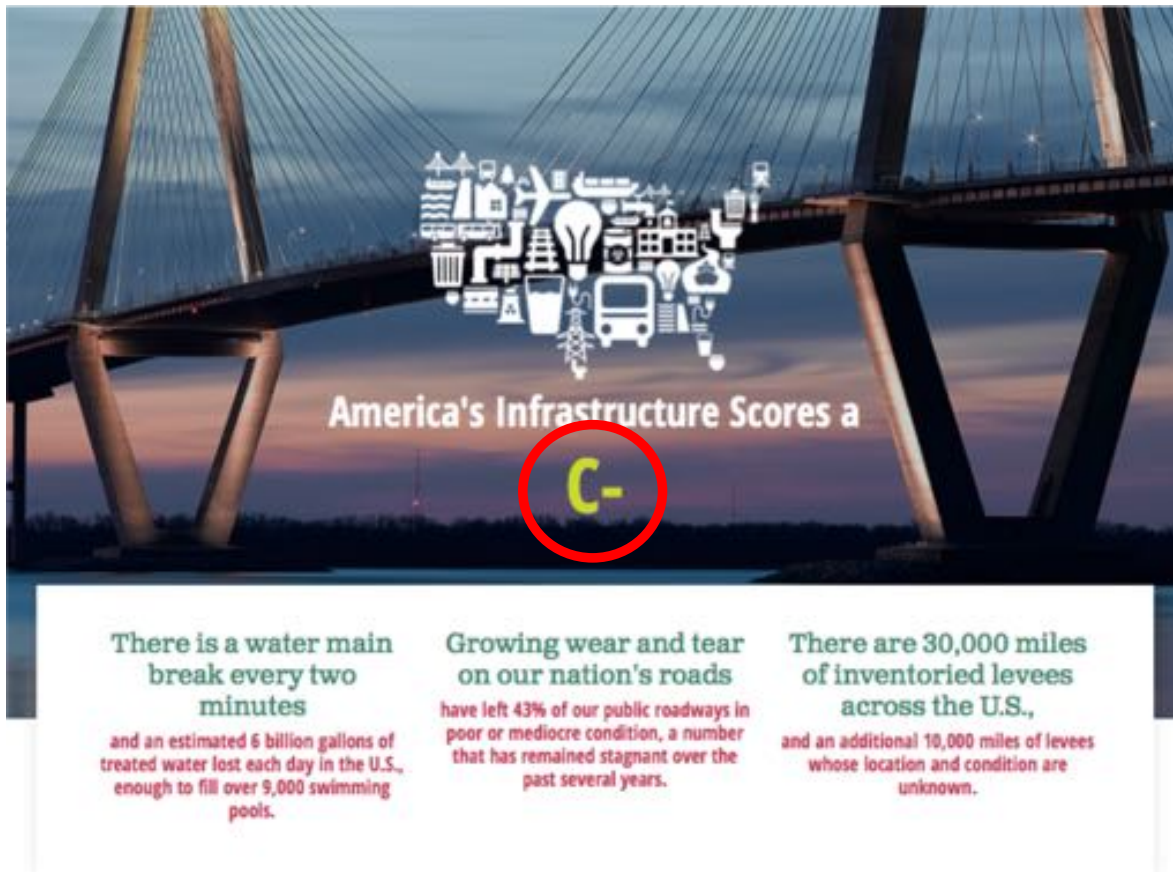 America's Infrastructure Scores a
C-
There is a water main
break every two
minutes
and an estimated 6 billion gallons of
treated water lost each day in the U.S.,
enough to fill over 9,000 swimming
pools.
Growing wear and tear
on our nation's roads
have left 43% of our public roadways in
poor or mediocre condition, a number
that has remained stagnant over the
past several years.
There are 30,000 miles
of inventoried levees
across the U.S.,
and an additional 10,000 miles of levees
whose location and condition are
unknown.